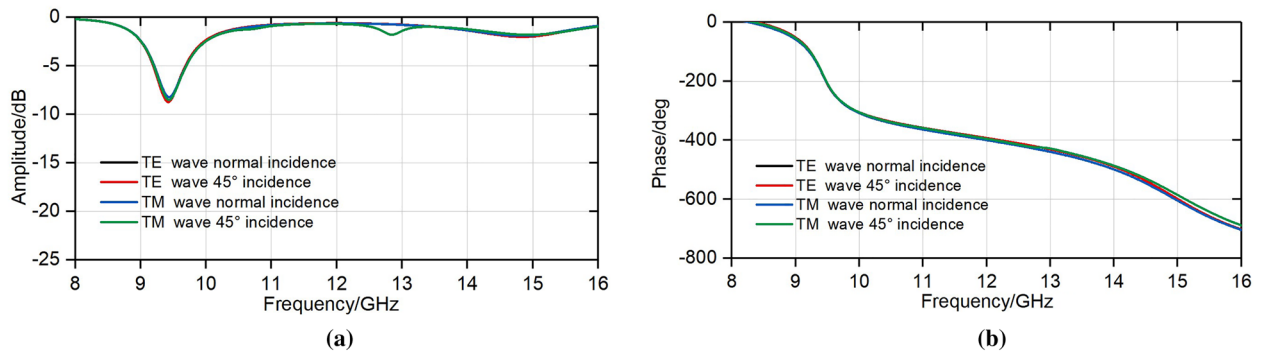 0
-5
-10
-15
-20
-25
Amplitude/dB
TE wave normal incidence
TE wave 45° incidence
TM wave normal incidence
TM wave 45° incidence
8 9 10 11 12 13 14 15 16
Frequency/GHz
(a)
0
-200
-400
-600
-800
Phase/deg
TE wave normal incidence
TE wave 45° incidence
TM wave normal incidence
TM wave 45° incidence
8 9 10 11 12 13 14 15 16
Frequency/GHz
(b)